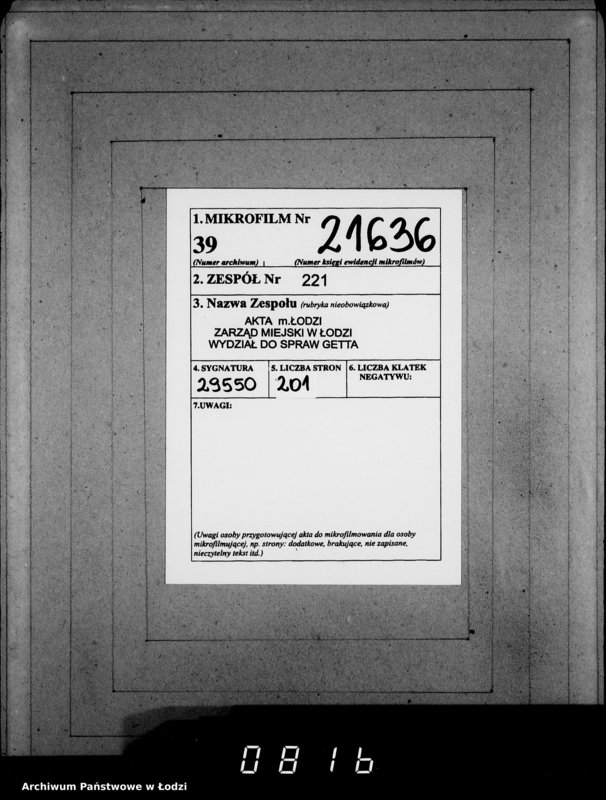 1. MIKROFILM Nr 21636
39
(Numer archiwum) (Numer księgi ewidencji mikrofilmów)
2. ZESPÓŁ Nr 221
3. Nazwa Zespołu (rubryka nieobowiązkowa)
AKTA m.ŁODZI
ZARZĄD MIEJSKI W ŁODZI
WYDZIAŁ DO SPRAW GETTA
4. SYGNATURA 5. LICZBA STRON 6. LICZBA KLATEK
NEGATYWU:
29550 201
7.UWAGI:
(Uwagi osoby przygotowującej akta do mikrofilmowania dla osoby
mikrofilmującej, np. strony: dodatkowe, brakujące, nie zapisane,
nieczytelny tekst itd.)
0816
Archiwum Państwowe w Łodzi